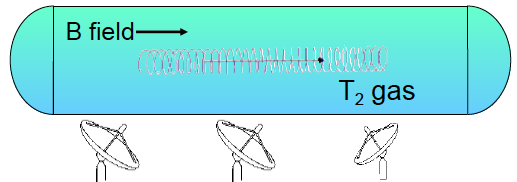 B field
T₂ gas